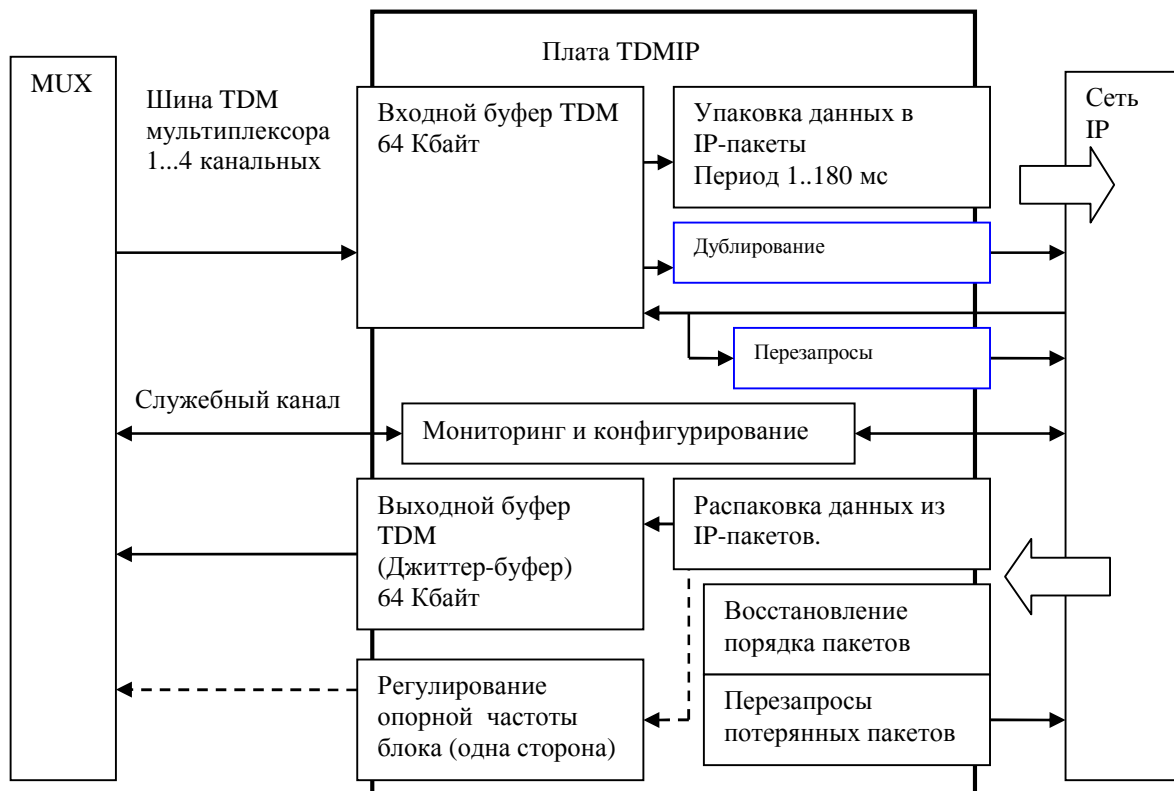 Плата TDMIP
MUX
Шина TDM
мультиплексора
1...4 канальных
Входной буфер TDM
64 Кбайт
Упаковка данных в
IP-пакеты
Период 1..180 мс
Сеть
IP
Дублирование
Перезапросы
Служебный канал
Мониторинг и конфигурирование
Выходной буфер
TDM
(Джиттер-буфер)
64 Кбайт
Распаковка данных из
IP-пакетов.
Восстановление
порядка пакетов
Регулирование
опорной частоты
блока (одна сторона)
Перезапросы
потерянных пакетов